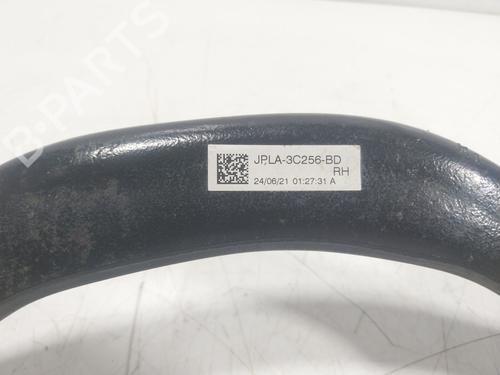 B-PARTS
JPLA-3C256-BD
RH
24/06/21 01:27:31 A